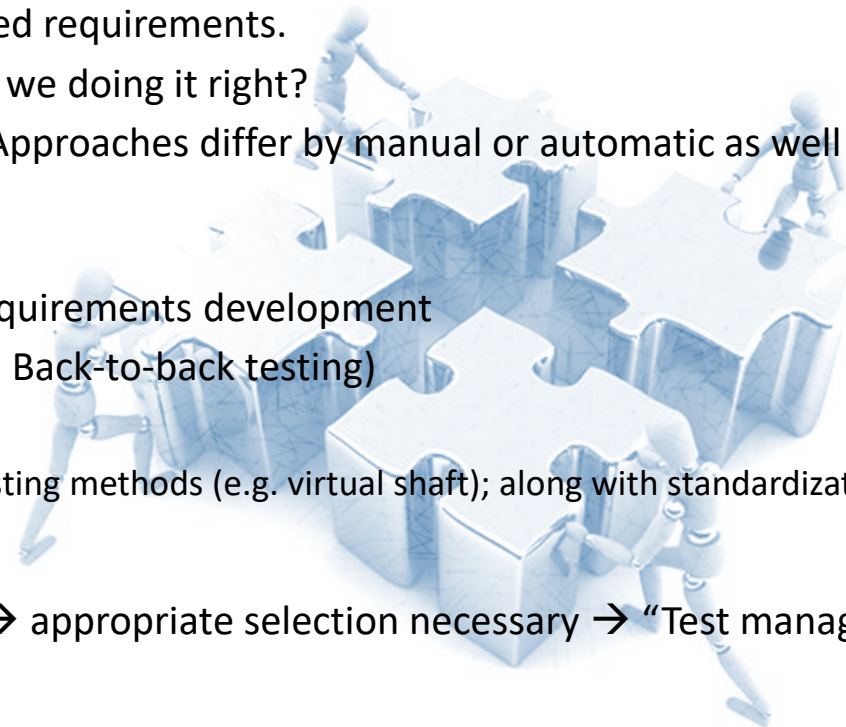 ed requirements.
we doing it right?
Approaches differ by manual or automatic as well
quirements development
Back-to-back testing)
sting methods (e.g. virtual shaft); along with standardizat
→ appropriate selection necessary → “Test manag